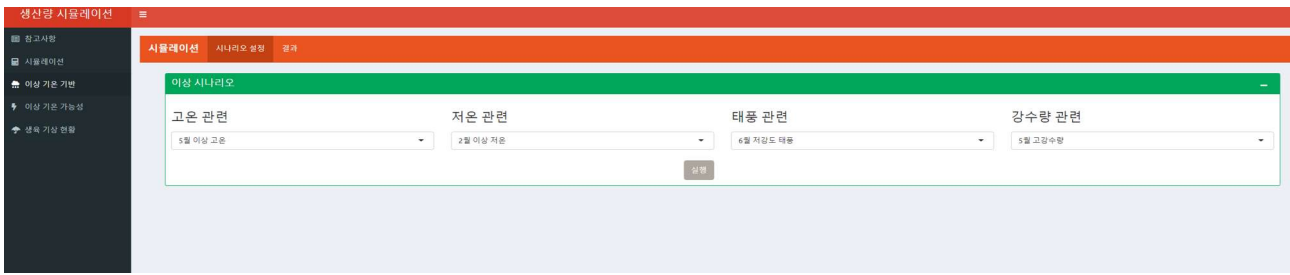 생산량 시뮬레이션
참고사항
시뮬레이션
이상 기온 기반
이상 기온 가능성
생육 기상 현황
시뮬레이션 시나리오 설정 결과
이상 시나리오
고온 관련 저온 관련 태풍 관련 강수량 관련
5월 이상 고온 2월 이상 저온 6월 저강도 태풍 5월 고강수량
실행